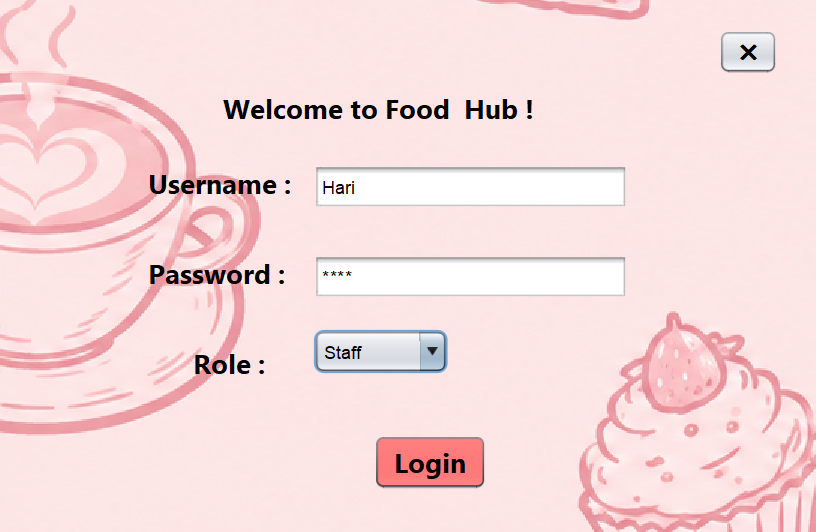 ✕
Welcome to Food  Hub !
Username : Hari
Password : ****
Role : Staff
Login